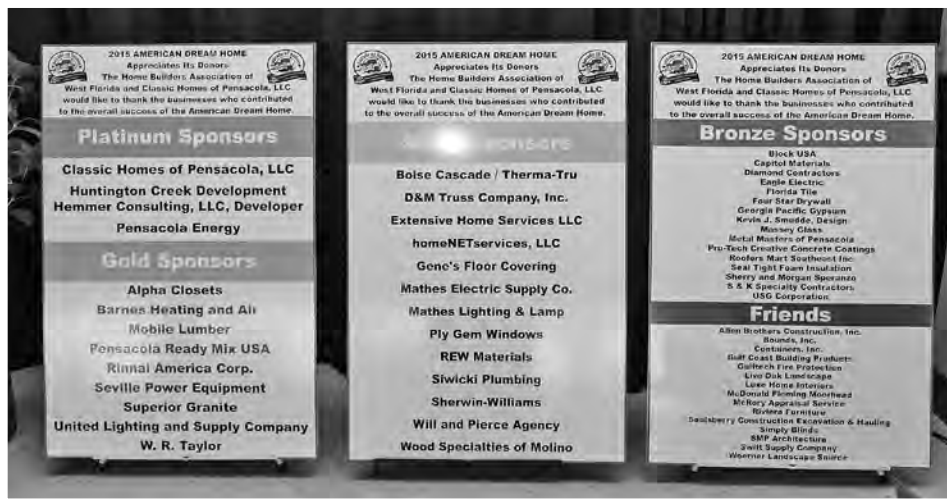 2015 AMERICAN DREAM HOME
Appreciates Its Donors
The Home Builders Association of
West Florida and Classic Homes of Pensacola, LLC
would like to thank the businesses who contributed
to the overall success of the American Dream Home.
Platinum Sponsors
Classic Homes of Pensacola, LLC
Huntington Creek Development
Hemmer Consulting, LLC, Developer
Pensacola Energy
Gold Sponsors
Alpha Closets
Barnes Heating and Air
Mobile Lumber
Pensacola Ready Mix USA
Rinnai America Corp.
Seville Power Equipment
Superior Granite
United Lighting and Supply Company
W. R. Taylor
2015 AMERICAN DREAM HOME
Appreciates Its Donors
The Home Builders Association of
West Florida and Classic Homes of Pensacola, LLC
would like to thank the businesses who contributed
to the overall success of the American Dream Home.
Sponsors
Boise Cascade / Therma-Tru
D&M Truss Company, Inc.
Extensive Home Services LLC
homeNETservices, LLC
Gene's Floor Covering
Mathes Electric Supply Co.
Mathes Lighting & Lamp
Ply Gem Windows
REW Materials
Siwicki Plumbing
Sherwin-Williams
Will and Pierce Agency
Wood Specialties of Molino
2015 AMERICAN DREAM HOME
Appreciates Its Donors
The Home Builders Association of
West Florida and Classic Homes of Pensacola, LLC
would like to thank the businesses who contributed
to the overall success of the American Dream Home.
Bronze Sponsors
Block USA
Capitol Materials
Diamond Contractors
Eagle Electric
Florida Tile
Four Star Drywall
Georgia Pacific Gypsum
Kevin J. Smudde, Design
Massey Glass
Metal Masters of Pensacola
Pro-Tech Creative Concrete Coatings
Roofers Mart Southeast Inc.
Seal Tight Foam Insulation
Sherry and Morgan Speranzo
S & K Specialty Contractors
USG Corporation
Friends
Allen Brothers Construction, Inc.
Bounds, Inc.
Containers, Inc.
Gulf Coast Building Products
Gulftech Fire Protection
Live Oak Landscape
Luxe Home Interiors
McDonald Fleming Moorhead
McRory Appraisal Service
Riviera Furniture
Saulsberry Construction Excavation & Hauling
Simply Blinds
SMP Architecture
Swift Supply Company
Woerner Landscape Source